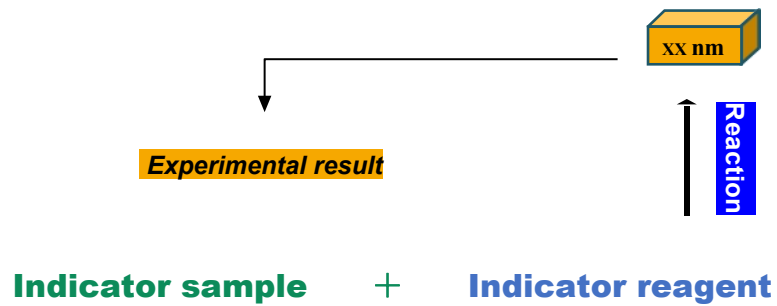 xx nm
Experimental result
Reaction
Indicator sample + Indicator reagent